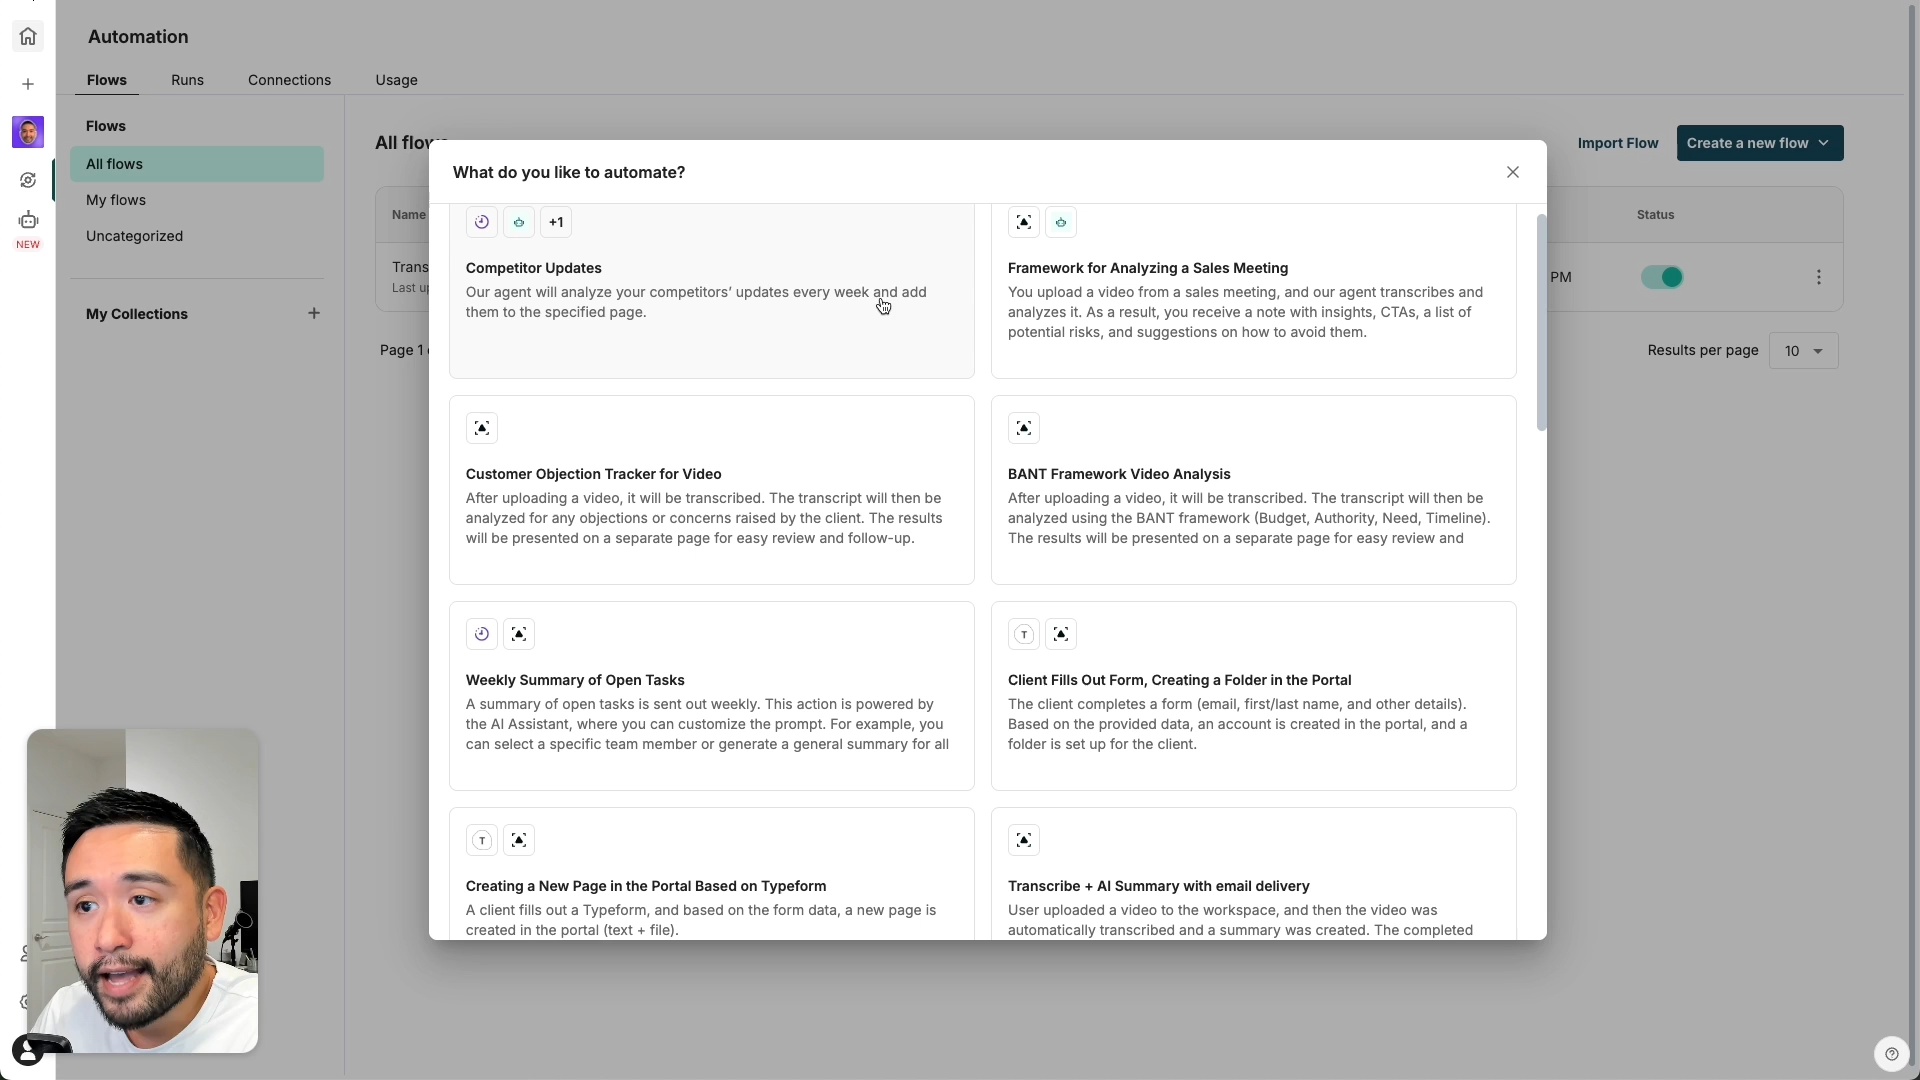 Automation
Flows
Runs
Connections
Usage
Flows
All flows
My flows
Uncategorized
NEW
My Collections
All flows
Import Flow
Create a new flow
Name
Status
Trans
Last up
PM
Page 1
Results per page
10
What do you like to automate?
+1
Competitor Updates
Our agent will analyze your competitors' updates every week and add
them to the specified page.
Framework for Analyzing a Sales Meeting
You upload a video from a sales meeting, and our agent transcribes and
analyzes it. As a result, you receive a note with insights, CTAs, a list of
potential risks, and suggestions on how to avoid them.
Customer Objection Tracker for Video
After uploading a video, it will be transcribed. The transcript will then be
analyzed for any objections or concerns raised by the client. The results
will be presented on a separate page for easy review and follow-up.
BANT Framework Video Analysis
After uploading a video, it will be transcribed. The transcript will then be
analyzed using the BANT framework (Budget, Authority, Need, Timeline).
The results will be presented on a separate page for easy review and
Weekly Summary of Open Tasks
A summary of open tasks is sent out weekly. This action is powered by
the AI Assistant, where you can customize the prompt. For example, you
can select a specific team member or generate a general summary for all
T
Client Fills Out Form, Creating a Folder in the Portal
The client completes a form (email, first/last name, and other details).
Based on the provided data, an account is created in the portal, and a
folder is set up for the client.
T
Creating a New Page in the Portal Based on Typeform
A client fills out a Typeform, and based on the form data, a new page is
created in the portal (text + file).
Transcribe + AI Summary with email delivery
User uploaded a video to the workspace, and then the video was
automatically transcribed and a summary was created. The completed